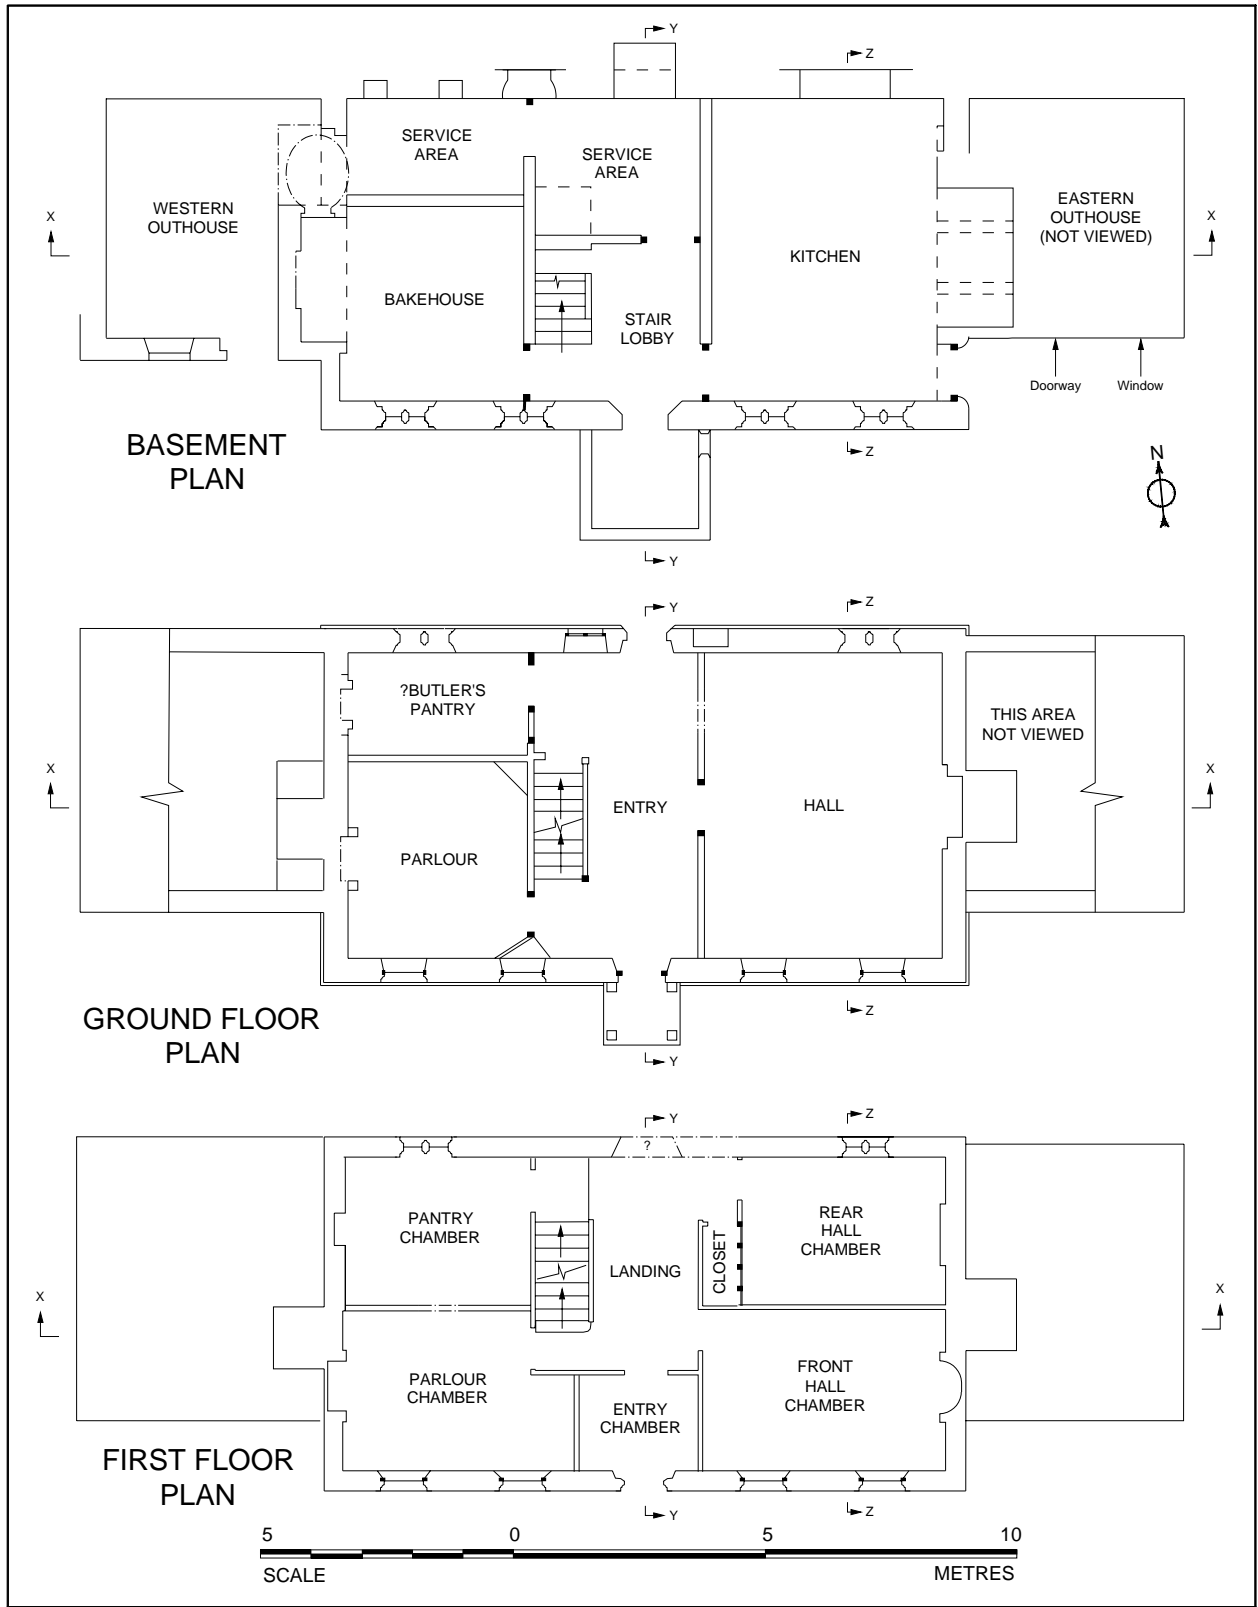 Y
Z
SERVICE
AREA
SERVICE
AREA
WESTERN
OUTHOUSE
EASTERN
OUTHOUSE
(NOT VIEWED)
X
X
KITCHEN
BAKEHOUSE
STAIR
LOBBY
Doorway
Window
BASEMENT
PLAN
Z
N
Y
Y
Z
?BUTLER'S
PANTRY
THIS AREA
NOT VIEWED
X
X
ENTRY
HALL
PARLOUR
GROUND FLOOR
PLAN
Z
Y
Y
Z
?
PANTRY
CHAMBER
REAR
HALL
CHAMBER
CLOSET
LANDING
X
X
PARLOUR
CHAMBER
FRONT
HALL
CHAMBER
ENTRY
CHAMBER
FIRST FLOOR
PLAN
Y
Z
5 0 5 10
SCALE METRES